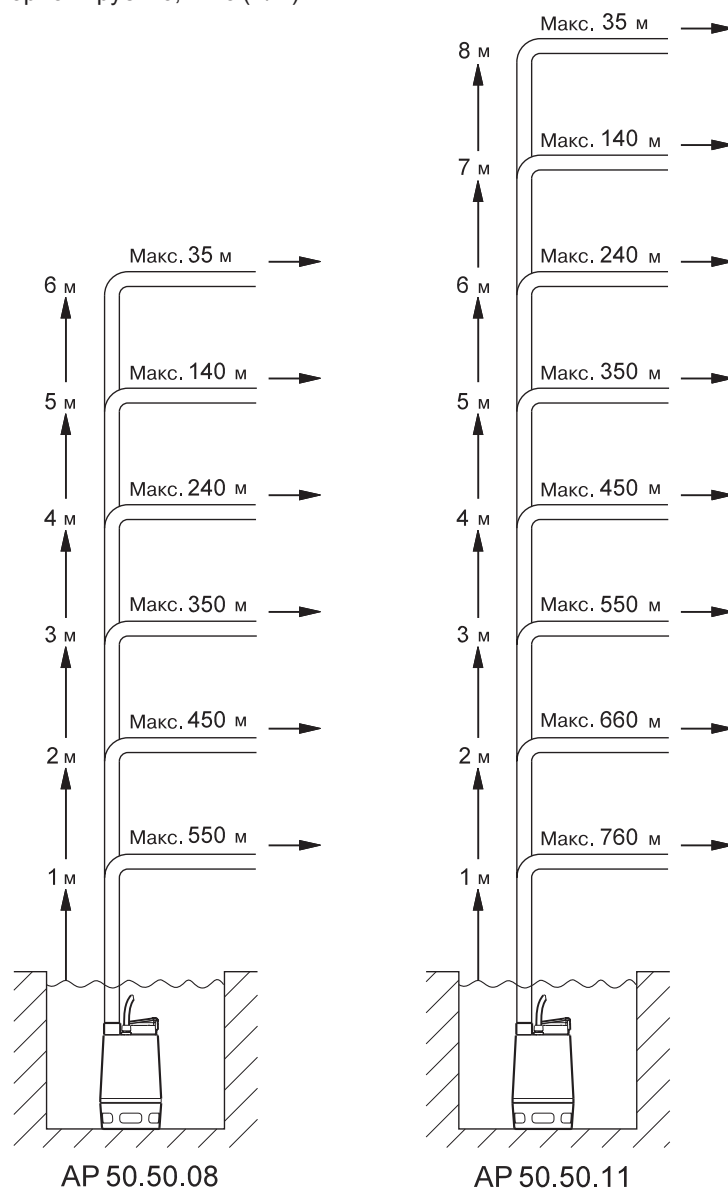 Макс. 35 м
8 м
Макс. 140 м
7 м
Макс. 35 м
Макс. 240 м
6 м
6 м
Макс. 140 м
Макс. 350 м
5 м
5 м
Макс. 240 м
Макс. 450 м
4 м
4 м
Макс. 350 м
Макс. 550 м
3 м
3 м
Макс. 450 м
Макс. 660 м
2 м
2 м
Макс. 550 м
Макс. 760 м
1 м
1 м
AP 50.50.08
AP 50.50.11